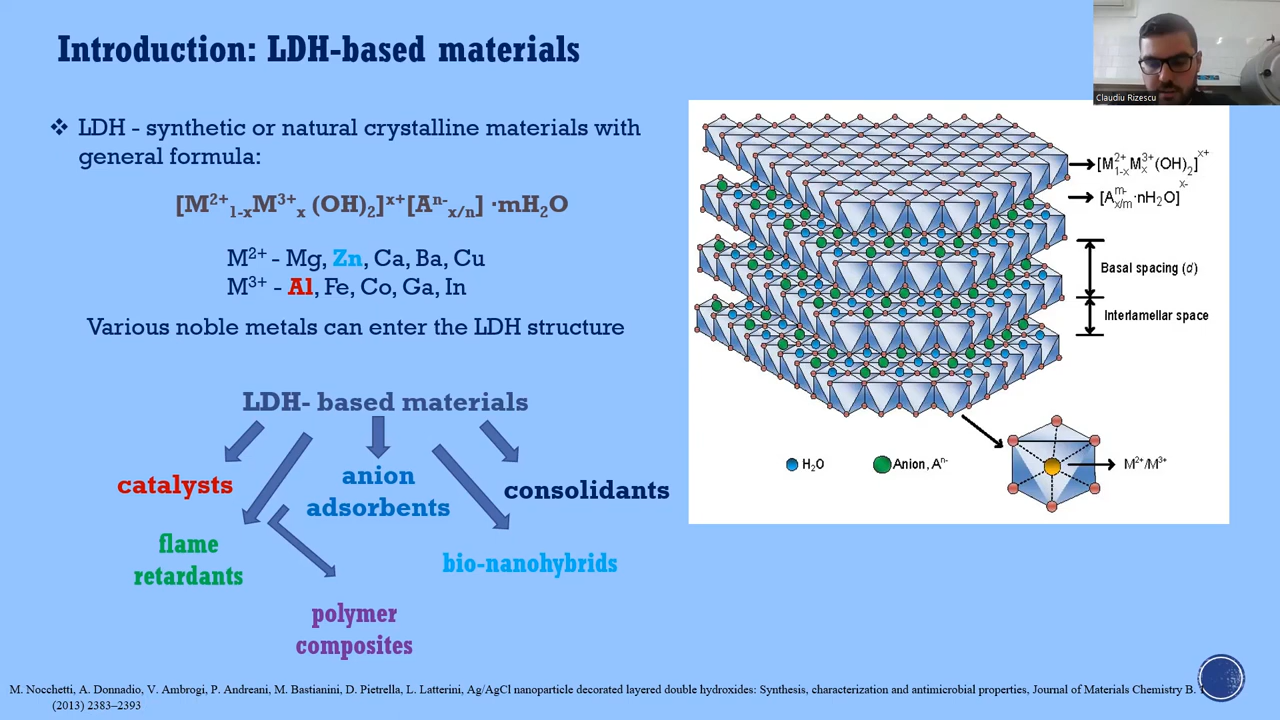 Introduction: LDH-based materials
Claudiu Rizescu
❖ LDH - synthetic or natural crystalline materials with
general formula:
[M²⁺₁₋ₓM³⁺ₓ (OH)₂]ˣ⁺[Aⁿ⁻ₓ/ₙ] ·mH₂O
M²⁺ - Mg, Zn, Ca, Ba, Cu
M³⁺ - Al, Fe, Co, Ga, In
Various noble metals can enter the LDH structure
LDH- based materials
catalysts
anion
adsorbents
consolidants
flame
retardants
bio-nanohybrids
polymer
composites
[M²⁺₁₋ₓ M³⁺ₓ (OH)₂]ˣ⁺
[Aᵐ⁻ₓ/ₘ·nH₂O]ˣ⁻
Basal spacing (d)
Interlamellar space
H₂O
Anion, Aⁿ⁻
M²⁺/M³⁺
M. Nocchetti, A. Donnadio, V. Ambrogi, P. Andreani, M. Bastianini, D. Pietrella, L. Latterini, Ag/AgCl nanoparticle decorated layered double hydroxides: Synthesis, characterization and antimicrobial properties, Journal of Materials Chemistry B.
(2013) 2383–2393